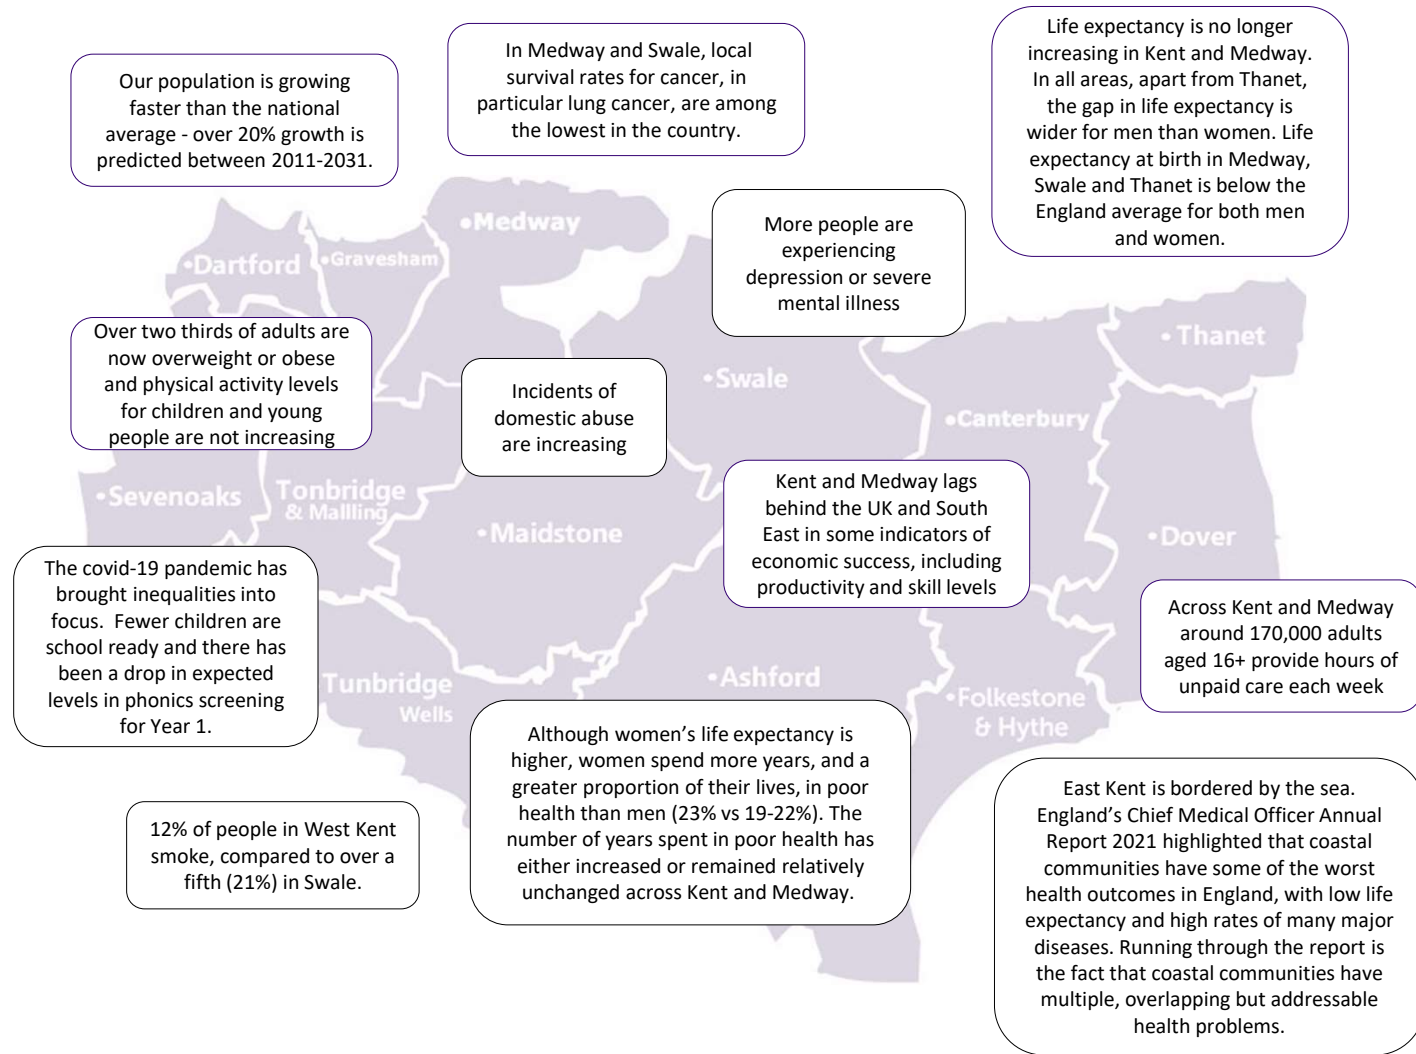 Our population is growing
faster than the national
average - over 20% growth is
predicted between 2011-2031.
In Medway and Swale, local
survival rates for cancer, in
particular lung cancer, are among
the lowest in the country.
Life expectancy is no longer
increasing in Kent and Medway.
In all areas, apart from Thanet,
the gap in life expectancy is
wider for men than women. Life
expectancy at birth in Medway,
Swale and Thanet is below the
England average for both men
and women.
•Medway
More people are
experiencing
depression or severe
mental illness
•Dartford
•Gravesham
•Thanet
Over two thirds of adults are
now overweight or obese
and physical activity levels
for children and young
people are not increasing
Incidents of
domestic abuse
are increasing
•Swale
•Canterbury
•Sevenoaks
Tonbridge
& Mallling
•Maidstone
Kent and Medway lags
behind the UK and South
East in some indicators of
economic success, including
productivity and skill levels
•Dover
The covid-19 pandemic has
brought inequalities into
focus.  Fewer children are
school ready and there has
been a drop in expected
levels in phonics screening
for Year 1.
Across Kent and Medway
around 170,000 adults
aged 16+ provide hours of
unpaid care each week
Tunbridge
Wells
•Ashford
•Folkestone
& Hythe
Although women’s life expectancy is
higher, women spend more years, and a
greater proportion of their lives, in poor
health than men (23% vs 19-22%). The
number of years spent in poor health has
either increased or remained relatively
unchanged across Kent and Medway.
12% of people in West Kent
smoke, compared to over a
fifth (21%) in Swale.
East Kent is bordered by the sea.
England’s Chief Medical Officer Annual
Report 2021 highlighted that coastal
communities have some of the worst
health outcomes in England, with low life
expectancy and high rates of many major
diseases. Running through the report is
the fact that coastal communities have
multiple, overlapping but addressable
health problems.